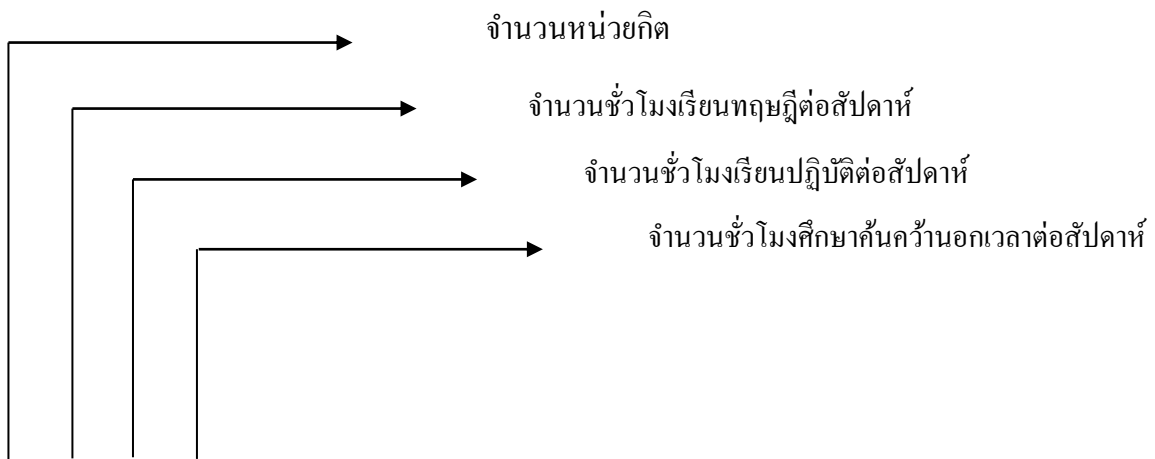 จำนวนหน่วยกิต
จำนวนชั่วโมงเรียนทฤษฎีต่อสัปดาห์
จำนวนชั่วโมงเรียนปฏิบัติต่อสัปดาห์
จำนวนชั่วโมงศึกษาค้นคว้านอกเวลาต่อสัปดาห์